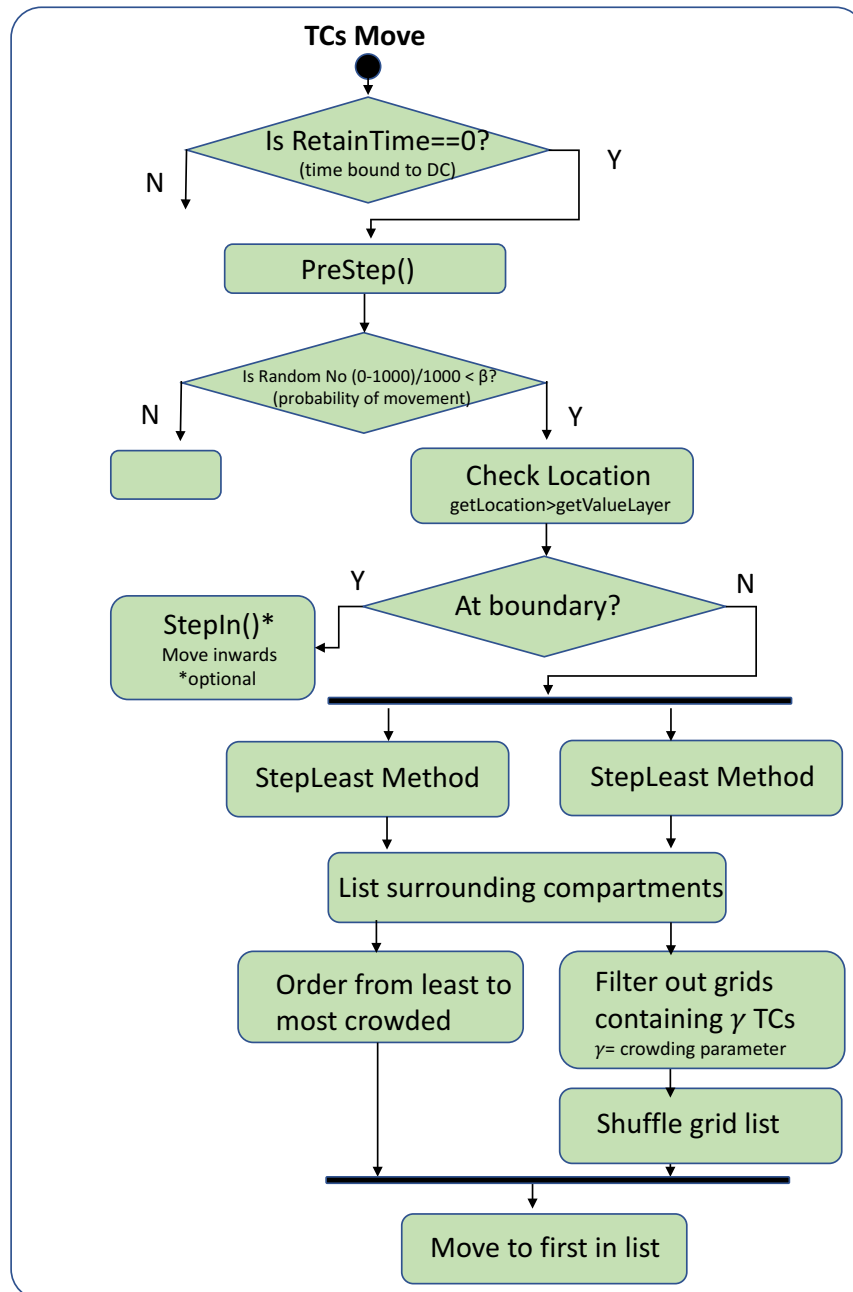 TCs Move
Is RetainTime==0?
(time bound to DC)
N
Y
PreStep()
Is Random No (0-1000)/1000 < β?
(probability of movement)
N
Y
Check Location
getLocation>getValueLayer
Y
N
At boundary?
StepIn()*
Move inwards
*optional
StepLeast Method
StepLeast Method
List surrounding compartments
Order from least to
most crowded
Filter out grids
containing γ TCs
γ= crowding parameter
Shuffle grid list
Move to first in list